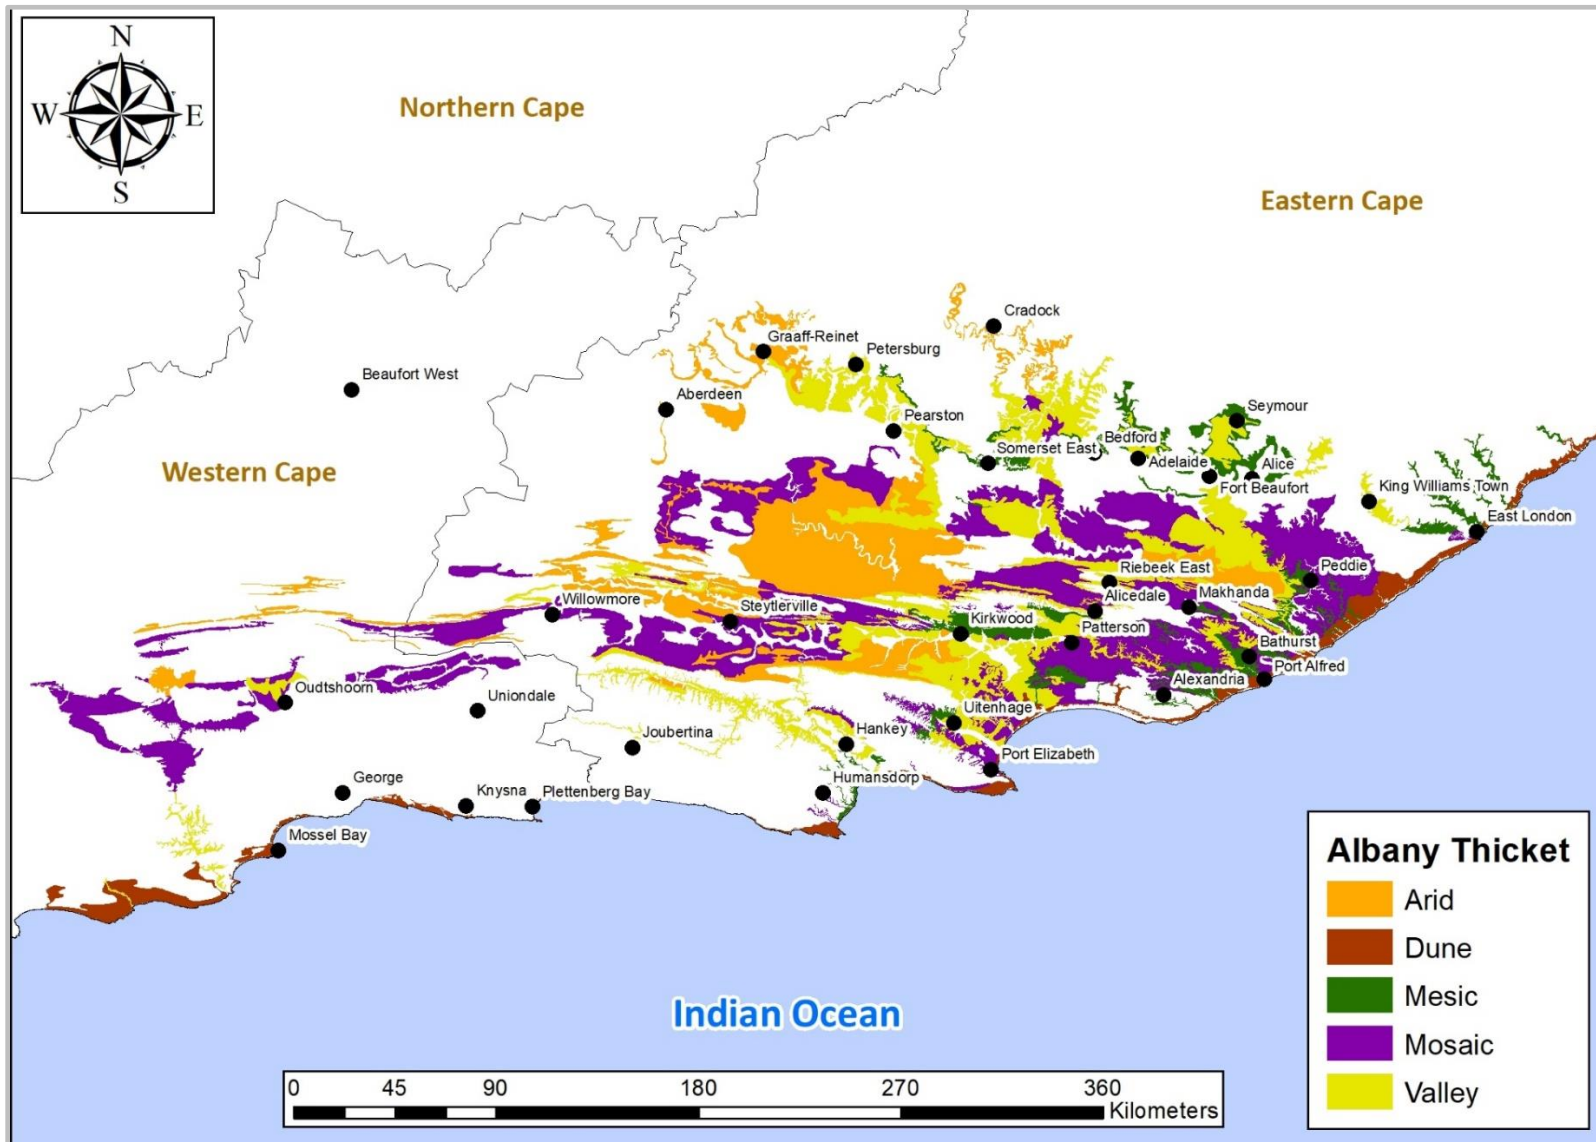 N
W
E
S
Northern Cape
Eastern Cape
Western Cape
Cradock
Graaff-Reinet
Petersburg
Beaufort West
Aberdeen
Seymour
Pearston
Bedford
Somerset East
Adelaide
Alice
Fort Beaufort
King Williams Town
East London
Riebeek East
Peddie
Willowmore
Alicedale
Makhanda
Steytlerville
Kirkwood
Patterson
Bathurst
Port Alfred
Alexandria
Oudtshoorn
Uniondale
Uitenhage
Joubertina
Hankey
Port Elizabeth
George
Knysna
Plettenberg Bay
Humansdorp
Mossel Bay
Indian Ocean
Albany Thicket
Arid
Dune
Mesic
Mosaic
Valley
0 45 90 180 270 360
Kilometers